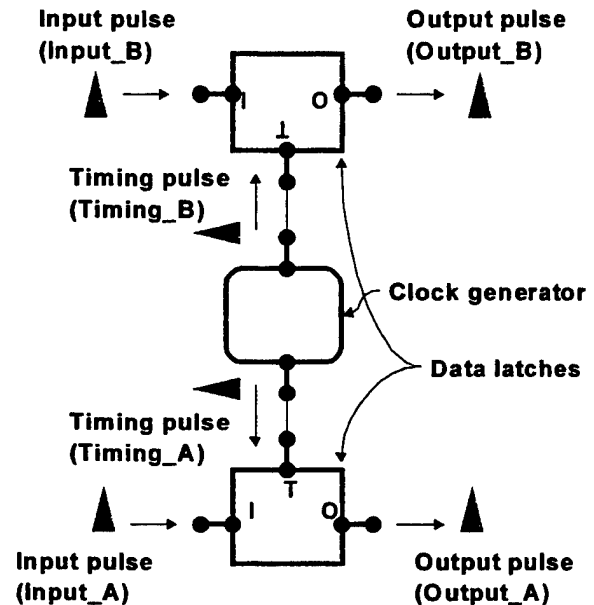 Input pulse
(Input_B)
Output pulse
(Output_B)
I
O
T
Timing pulse
(Timing_B)
Clock generator
Data latches
Timing pulse
(Timing_A)
T
I
O
Input pulse
(Input_A)
Output pulse
(Output_A)